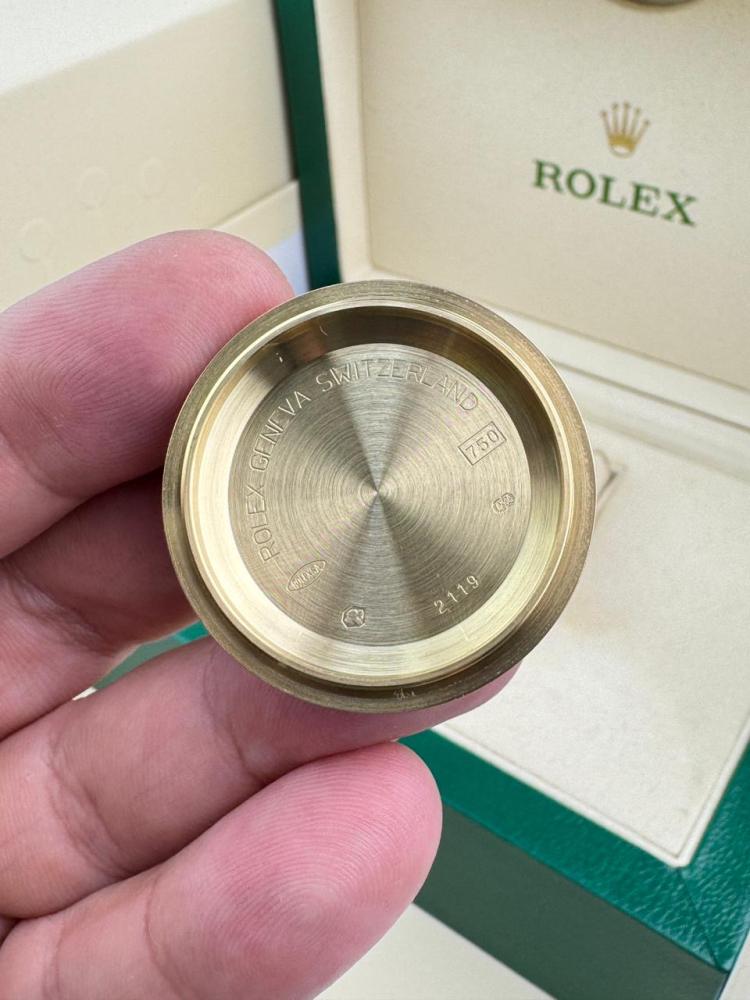 ROLEX
ROLEX GENEVA SWITZERLAND
750
2119